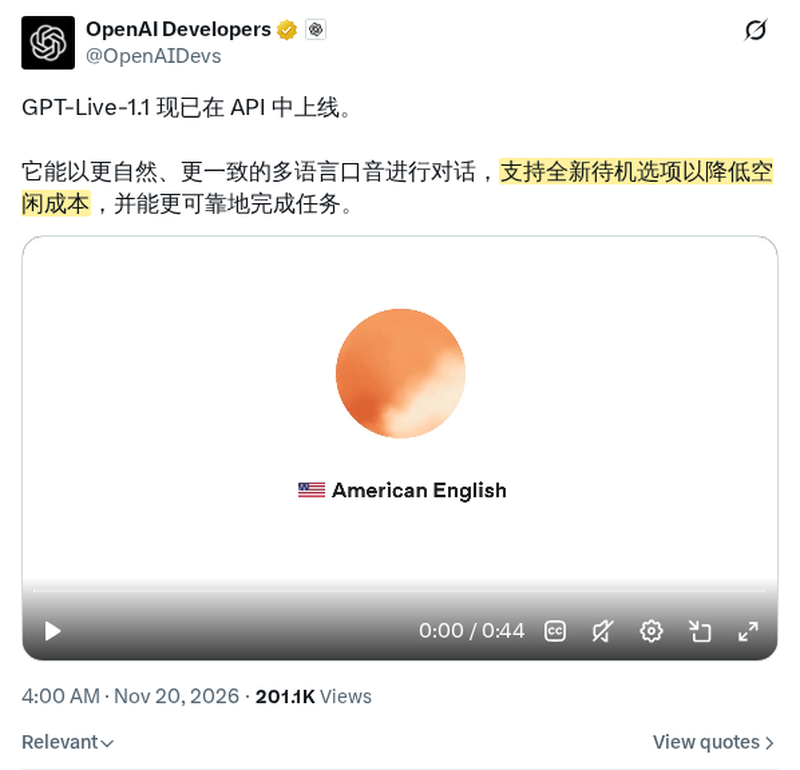 OpenAI Developers
@OpenAIDevs
GPT-Live-1.1 现已在 API 中上线。
它能以更自然、更一致的多语言口音进行对话，支持全新待机选项以降低空
闲成本，并能更可靠地完成任务。
American English
0:00 / 0:44 CC
4:00 AM · Nov 20, 2026 · 201.1K Views
Relevant
View quotes